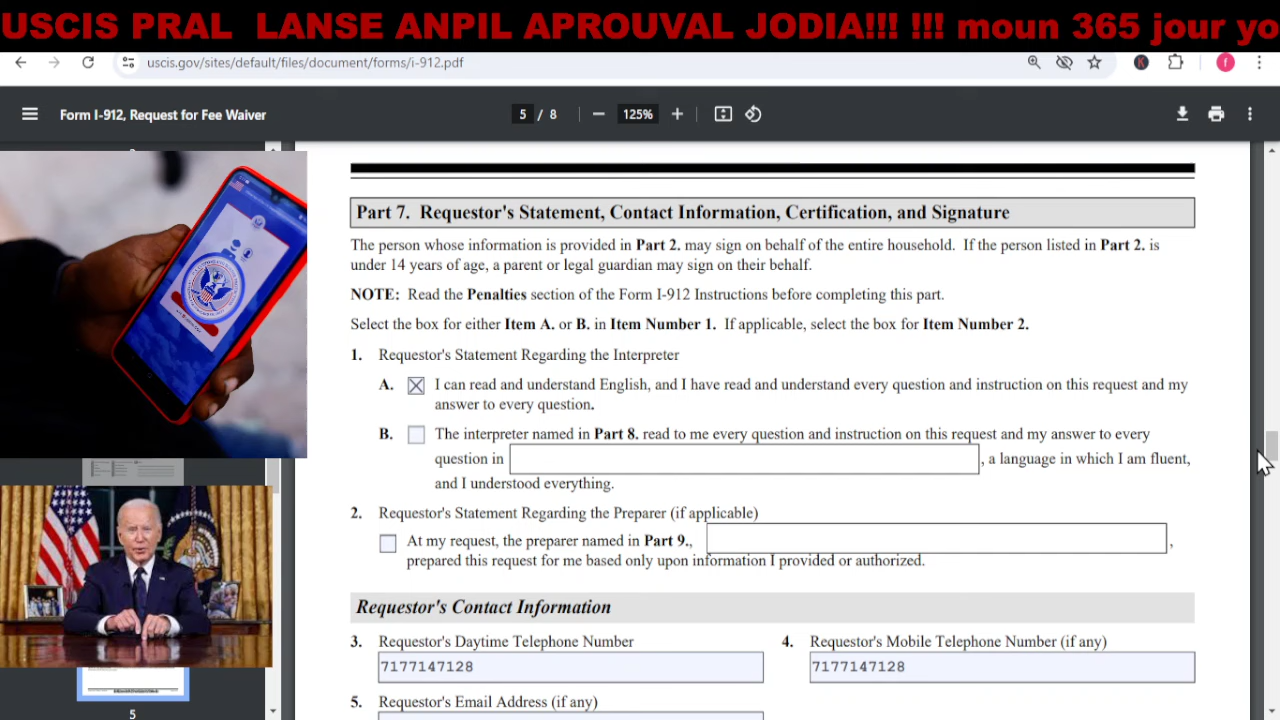 USCIS PRAL LANSE ANPIL APROUVAL JODIA!!! !!! moun 365 jour yo
uscis.gov/sites/default/files/document/forms/i-912.pdf
K
f
Form I-912, Request for Fee Waiver
5 / 8
125%
Part 7. Requestor's Statement, Contact Information, Certification, and Signature
The person whose information is provided in Part 2. may sign on behalf of the entire household. If the person listed in Part 2. is
under 14 years of age, a parent or legal guardian may sign on their behalf.
NOTE: Read the Penalties section of the Form I-912 Instructions before completing this part.
Select the box for either Item A. or B. in Item Number 1. If applicable, select the box for Item Number 2.
1. Requestor's Statement Regarding the Interpreter
A. I can read and understand English, and I have read and understand every question and instruction on this request and my
answer to every question.
B. The interpreter named in Part 8. read to me every question and instruction on this request and my answer to every
question in , a language in which I am fluent,
and I understood everything.
2. Requestor's Statement Regarding the Preparer (if applicable)
At my request, the preparer named in Part 9., ,
prepared this request for me based only upon information I provided or authorized.
Requestor's Contact Information
3. Requestor's Daytime Telephone Number
7177147128
4. Requestor's Mobile Telephone Number (if any)
7177147128
5. Requestor's Email Address (if any)
5